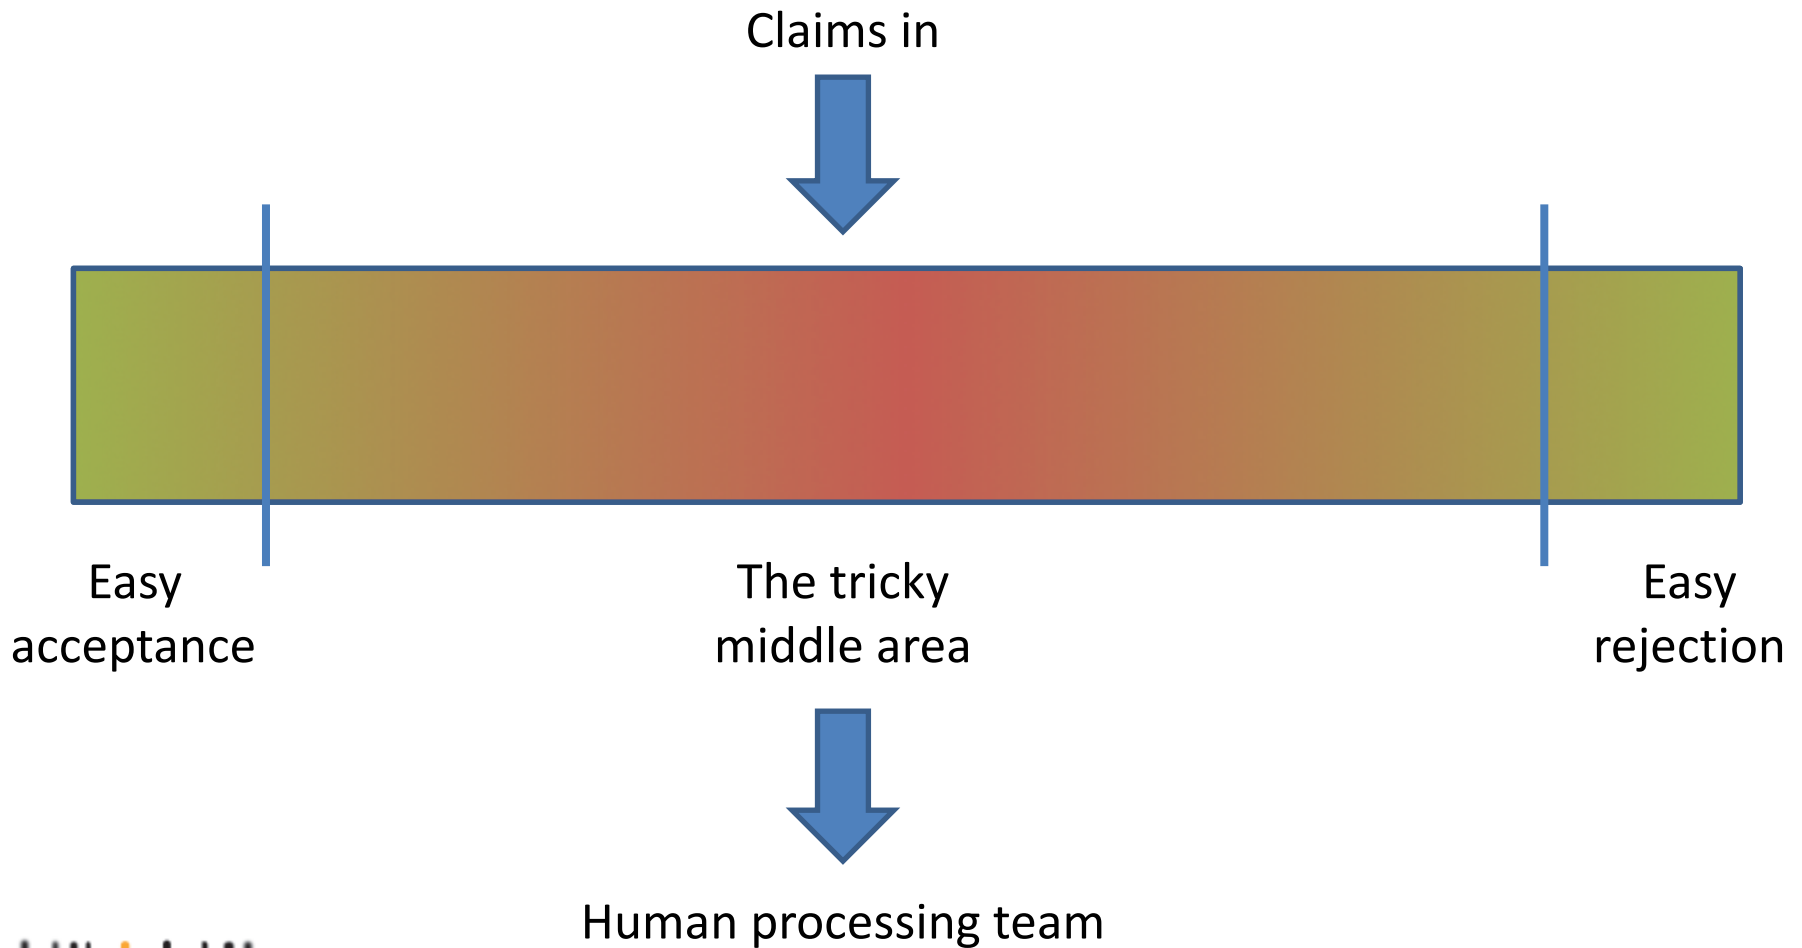 Claims in
Easy
acceptance
The tricky
middle area
Easy
rejection
Human processing team